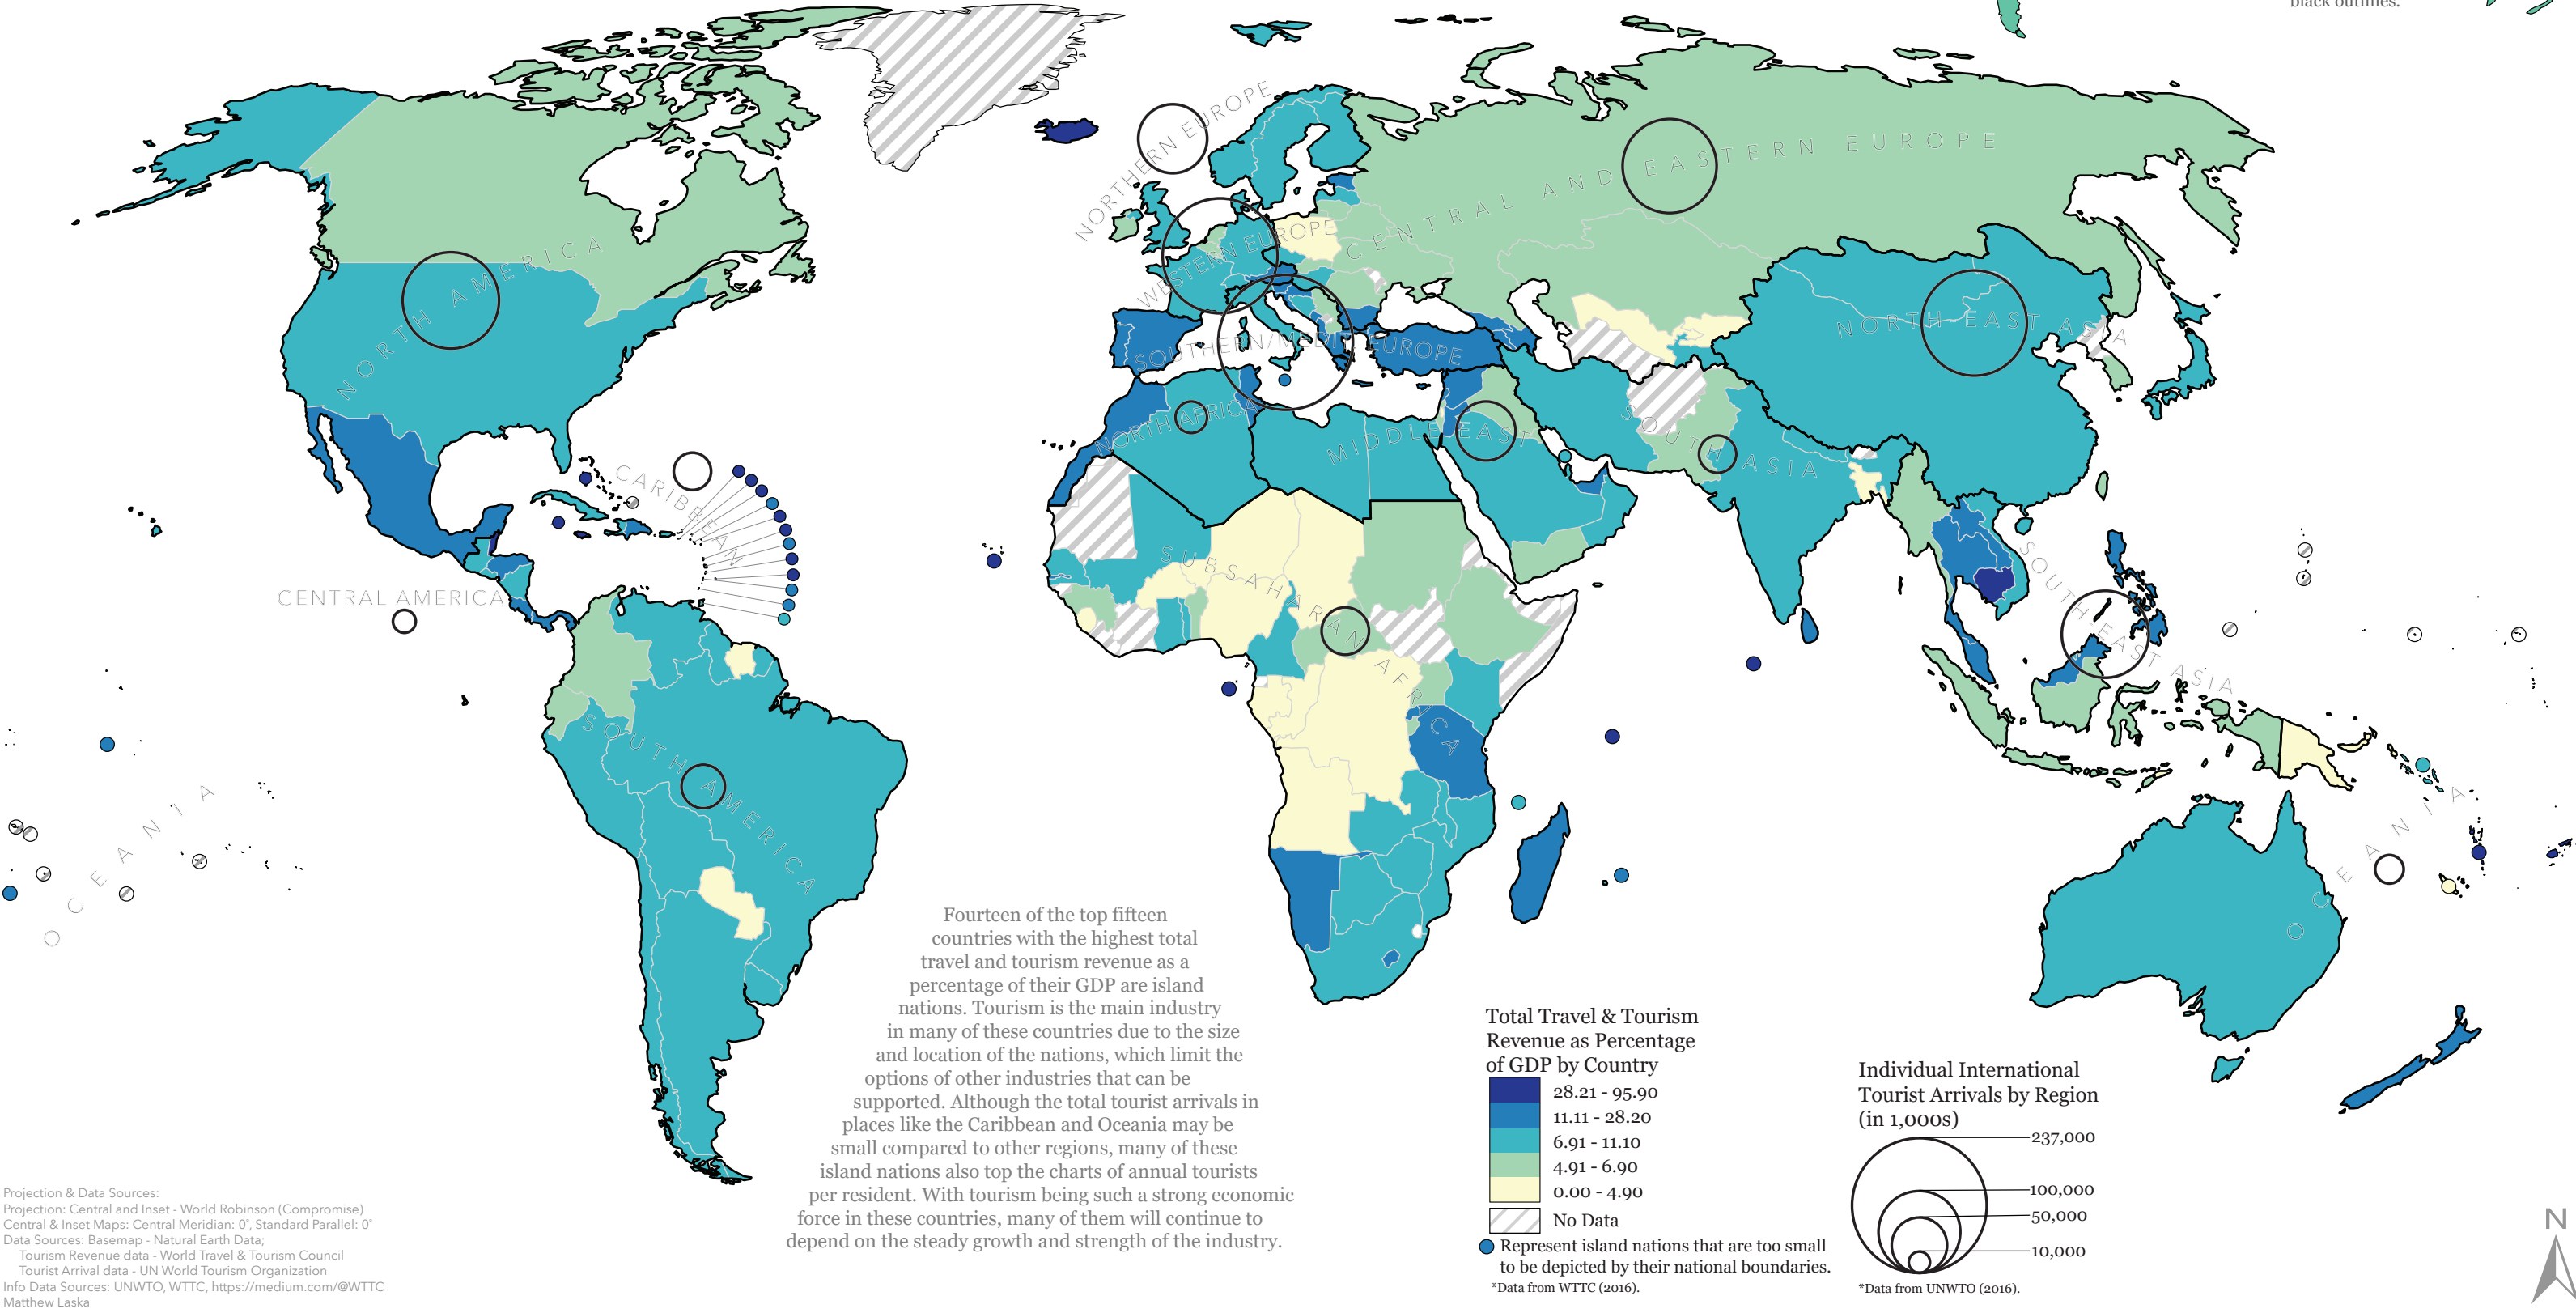 black outlines.
NORTHERN EUROPE
CENTRAL AND EASTERN EUROPE
WESTERN EUROPE
NORTH AMERICA
NORTH-EAST ASIA
SOUTHERN/MEDIT. EUROPE
NORTH AFRICA
MIDDLE EAST
SOUTH ASIA
CARIBBEAN
SUBSAHARAN AFRICA
SOUTH-EAST ASIA
CENTRAL AMERICA
SOUTH AMERICA
OCEANIA
OCEANIA
Fourteen of the top fifteen
countries with the highest total
travel and tourism revenue as a
percentage of their GDP are island
nations. Tourism is the main industry
in many of these countries due to the size
and location of the nations, which limit the
options of other industries that can be
supported. Although the total tourist arrivals in
places like the Caribbean and Oceania may be
small compared to other regions, many of these
island nations also top the charts of annual tourists
per resident. With tourism being such a strong economic
force in these countries, many of them will continue to
depend on the steady growth and strength of the industry.
Total Travel & Tourism
Revenue as Percentage
of GDP by Country
28.21 - 95.90
11.11 - 28.20
6.91 - 11.10
4.91 - 6.90
0.00 - 4.90
No Data
Represent island nations that are too small
to be depicted by their national boundaries.
*Data from WTTC (2016).
Individual International
Tourist Arrivals by Region
(in 1,000s)
237,000
100,000
50,000
10,000
*Data from UNWTO (2016).
N
Projection & Data Sources:
Projection: Central and Inset - World Robinson (Compromise)
Central & Inset Maps: Central Meridian: 0°, Standard Parallel: 0°
Data Sources: Basemap - Natural Earth Data;
Tourism Revenue data - World Travel & Tourism Council
Tourist Arrival data - UN World Tourism Organization
Info Data Sources: UNWTO, WTTC, https://medium.com/@WTTC
Matthew Laska